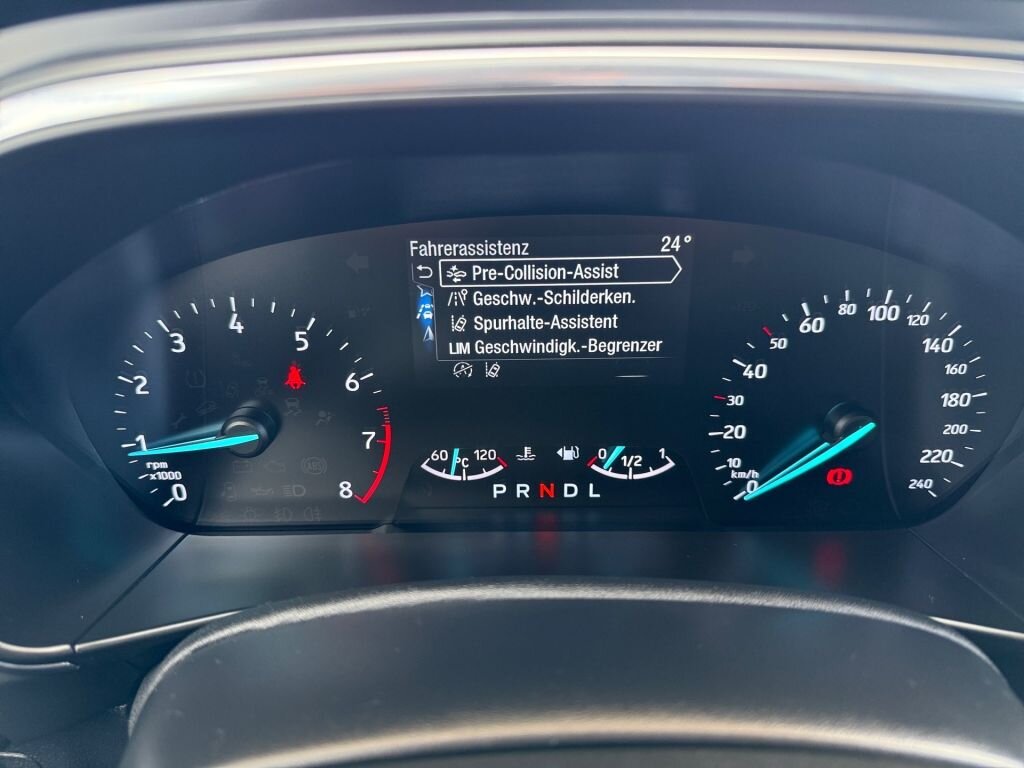 Fahrerassistenz 24°
Pre-Collision-Assist
Geschw.-Schilderken.
Spurhalte-Assistent
LIM Geschwindigk.-Begrenzer
0 1 2 3 4 5 6 7 8
rpm
x1000
60 °C 120
0 1/2 1
P R N D L
0 10 20 30 40 50 60 80 100 120 140 160 180 200 220 240
km/h